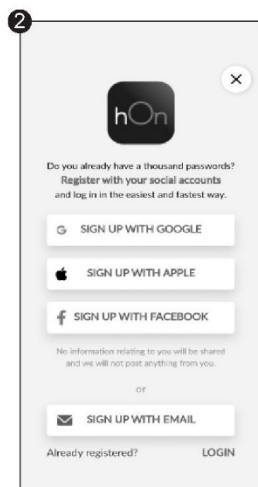 2
×
hOn
Do you already have a thousand passwords?
Register with your social accounts
and log in in the easiest and fastest way.
G SIGN UP WITH GOOGLE
SIGN UP WITH APPLE
f SIGN UP WITH FACEBOOK
No information relating to you will be shared
and we will not post anything from you.
or
SIGN UP WITH EMAIL
Already registered? LOGIN